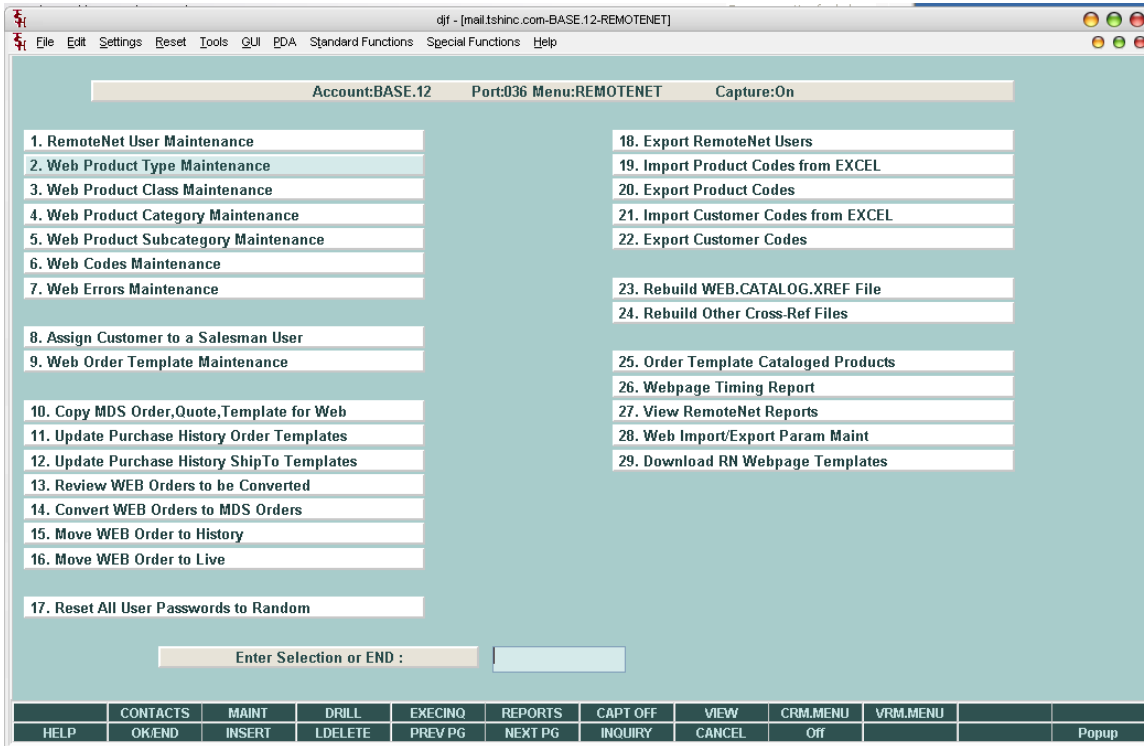 djf - [mail.tshinc.com-BASE.12-REMOTENET]
File Edit Settings Reset Tools GUI PDA Standard Functions Special Functions Help
Account:BASE.12 Port:036 Menu:REMOTENET Capture:On
1. RemoteNet User Maintenance
2. Web Product Type Maintenance
3. Web Product Class Maintenance
4. Web Product Category Maintenance
5. Web Product Subcategory Maintenance
6. Web Codes Maintenance
7. Web Errors Maintenance
8. Assign Customer to a Salesman User
9. Web Order Template Maintenance
10. Copy MDS Order,Quote,Template for Web
11. Update Purchase History Order Templates
12. Update Purchase History ShipTo Templates
13. Review WEB Orders to be Converted
14. Convert WEB Orders to MDS Orders
15. Move WEB Order to History
16. Move WEB Order to Live
17. Reset All User Passwords to Random
18. Export RemoteNet Users
19. Import Product Codes from EXCEL
20. Export Product Codes
21. Import Customer Codes from EXCEL
22. Export Customer Codes
23. Rebuild WEB.CATALOG.XREF File
24. Rebuild Other Cross-Ref Files
25. Order Template Cataloged Products
26. Webpage Timing Report
27. View RemoteNet Reports
28. Web Import/Export Param Maint
29. Download RN Webpage Templates
Enter Selection or END :
CONTACTS MAINT DRILL EXECINQ REPORTS CAPT OFF VIEW CRM.MENU VRM.MENU
HELP OK/END INSERT LDELETE PREV PG NEXT PG INQUIRY CANCEL Off Popup